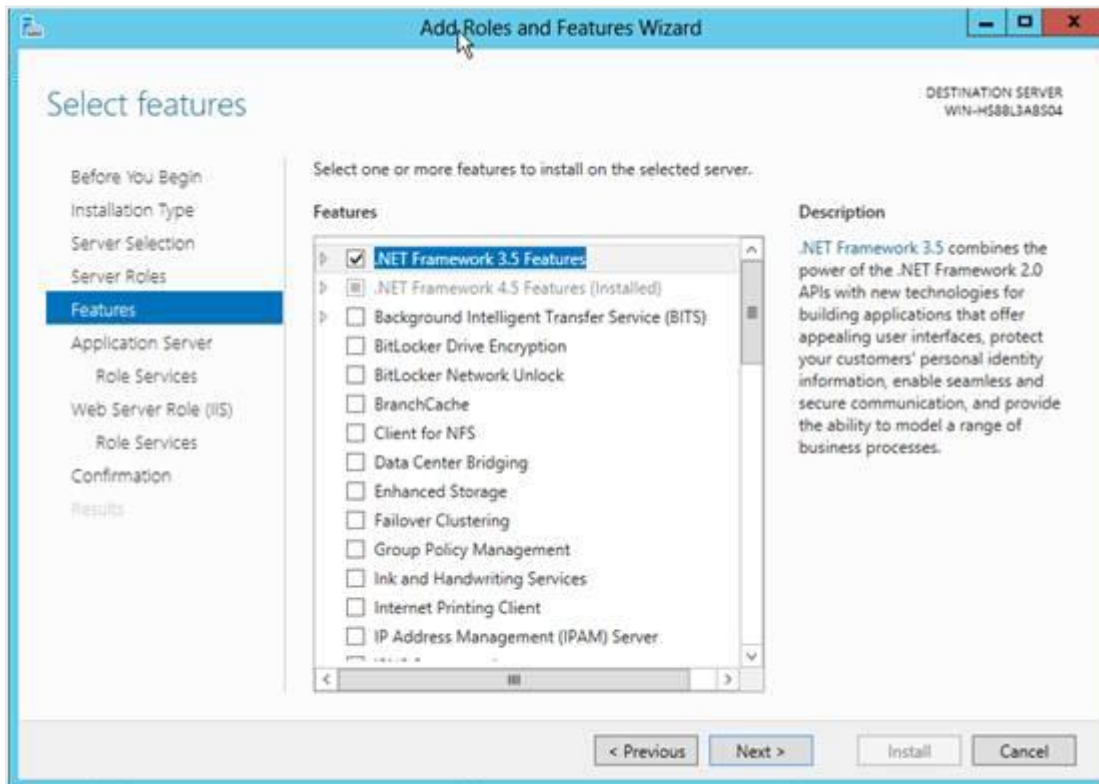 Add Roles and Features Wizard
Select features
DESTINATION SERVER
WIN-HS88L3ABS04
Before You Begin
Installation Type
Server Selection
Server Roles
Features
Application Server
Role Services
Web Server Role (IIS)
Role Services
Confirmation
Results
Select one or more features to install on the selected server.
Features
.NET Framework 3.5 Features
.NET Framework 4.5 Features (Installed)
Background Intelligent Transfer Service (BITS)
BitLocker Drive Encryption
BitLocker Network Unlock
BranchCache
Client for NFS
Data Center Bridging
Enhanced Storage
Failover Clustering
Group Policy Management
Ink and Handwriting Services
Internet Printing Client
IP Address Management (IPAM) Server
Description
.NET Framework 3.5 combines the
power of the .NET Framework 2.0
APIs with new technologies for
building applications that offer
appealing user interfaces, protect
your customers' personal identity
information, enable seamless and
secure communication, and provide
the ability to model a range of
business processes.
< Previous
Next >
Install
Cancel